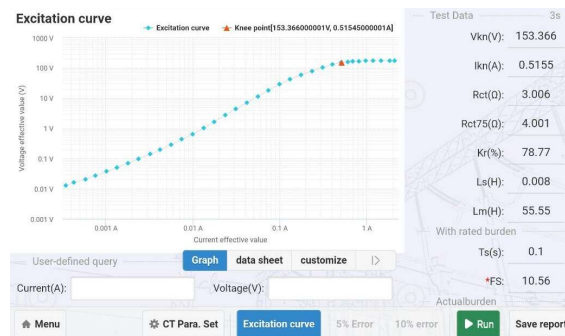 Excitation curve
Excitation curve
Knee point[153.366000001V, 0.51545000001A]
Voltage effective value (V)
1000 V
100 V
10 V
1 V
0.1 V
0.01 V
0.001 V
0.001 A
0.01 A
0.1 A
1 A
Current effective value
User-defined query
Graph
data sheet
customize
Current(A):
Voltage(V):
Test Data
3s
Vkn(V): 153.366
Ikn(A): 0.5155
Rct(Ω): 3.006
Rct75(Ω): 4.001
Kr(%): 78.77
Ls(H): 0.008
Lm(H): 55.55
With rated burden
Ts(s): 0.1
*FS: 10.56
Actualburden
Menu
CT Para. Set
Excitation curve
5% Error
10% error
Run
Save report